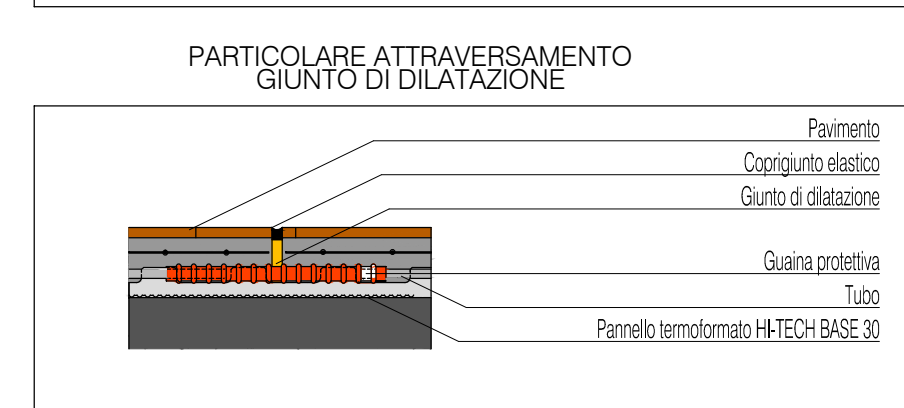 PARTICOLARE ATTRAVERSAMENTO
GIUNTO DI DILATAZIONE
Pavimento
Coprigiunto elastico
Giunto di dilatazione
Guaina protettiva
Tubo
Pannello termoformato HI-TECH BASE 30